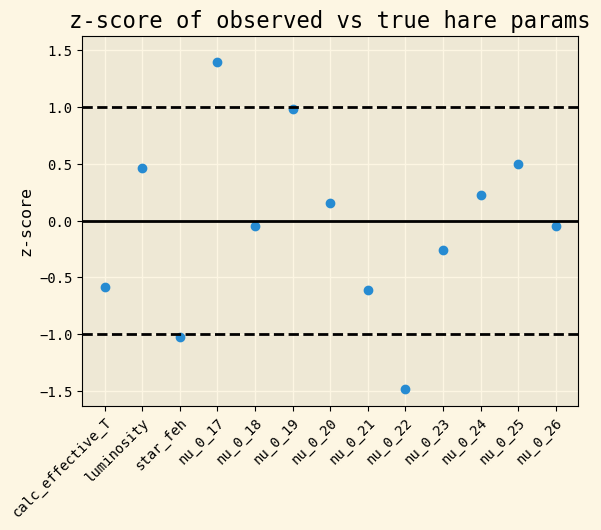 z-score of observed vs true hare params
z-score
1.5
1.0
0.5
0.0
−0.5
−1.0
−1.5
calc_effective_T
luminosity
star_feh
nu_0_17
nu_0_18
nu_0_19
nu_0_20
nu_0_21
nu_0_22
nu_0_23
nu_0_24
nu_0_25
nu_0_26